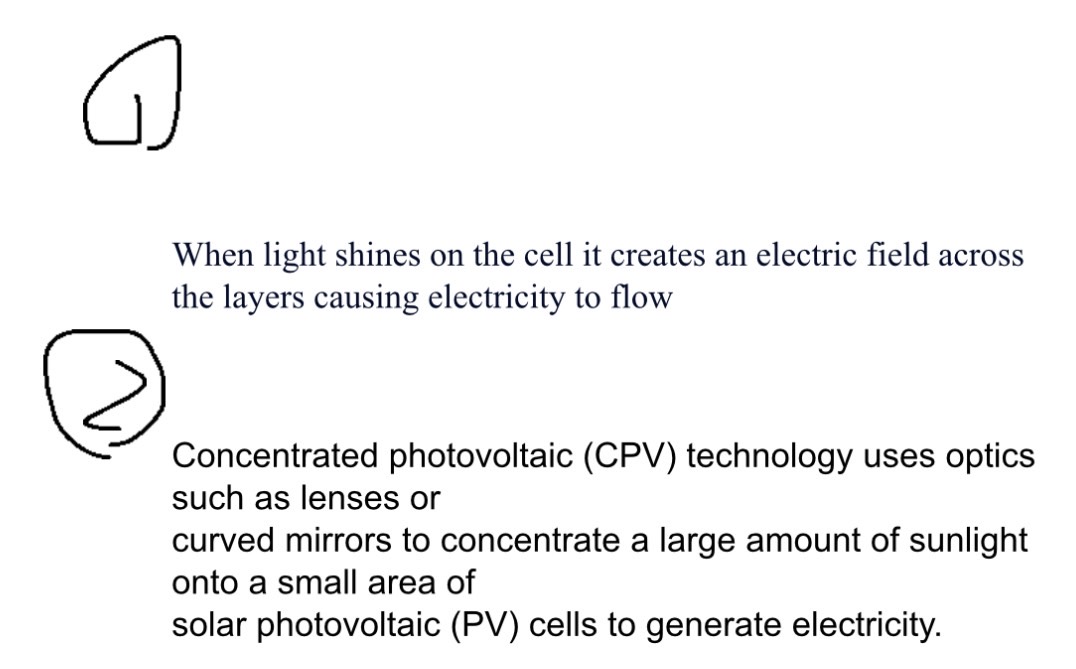 1
When light shines on the cell it creates an electric field across
the layers causing electricity to flow
2
Concentrated photovoltaic (CPV) technology uses optics
such as lenses or
curved mirrors to concentrate a large amount of sunlight
onto a small area of
solar photovoltaic (PV) cells to generate electricity.